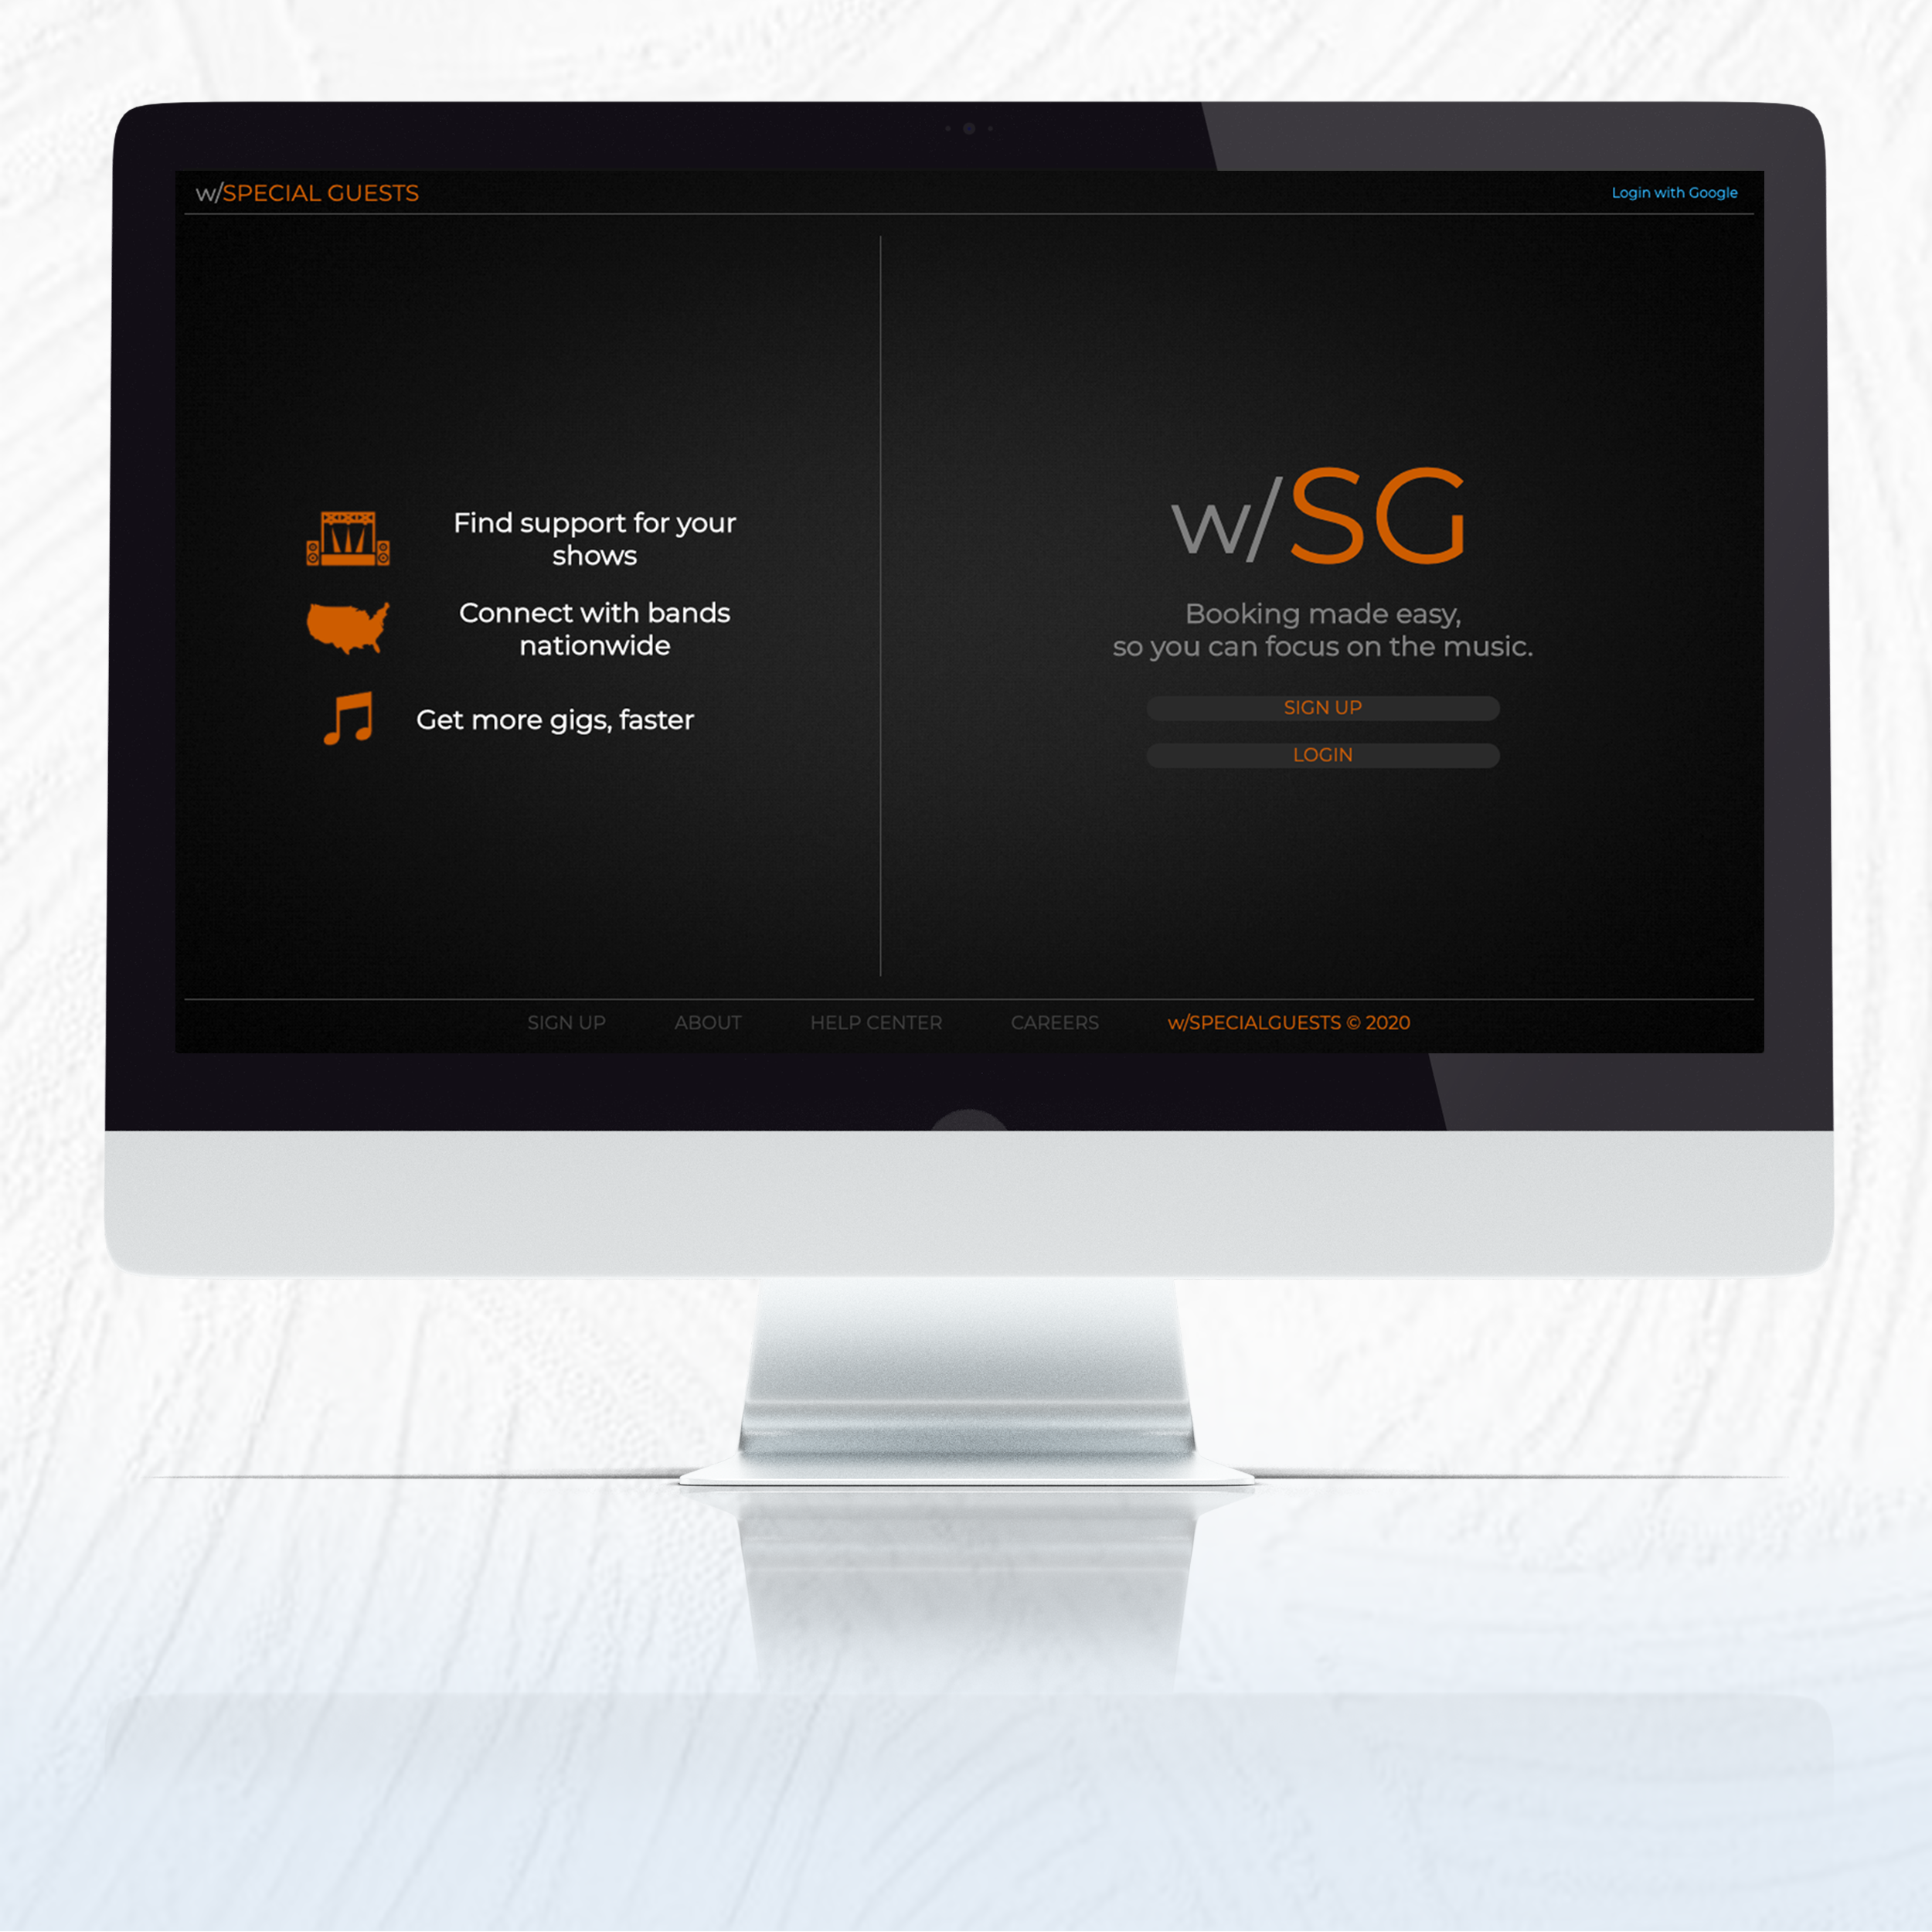 w/SPECIAL GUESTS
Login with Google
Find support for your
shows
Connect with bands
nationwide
Get more gigs, faster
w/SG
Booking made easy,
so you can focus on the music.
SIGN UP
LOGIN
SIGN UP ABOUT HELP CENTER CAREERS w/SPECIALGUESTS © 2020